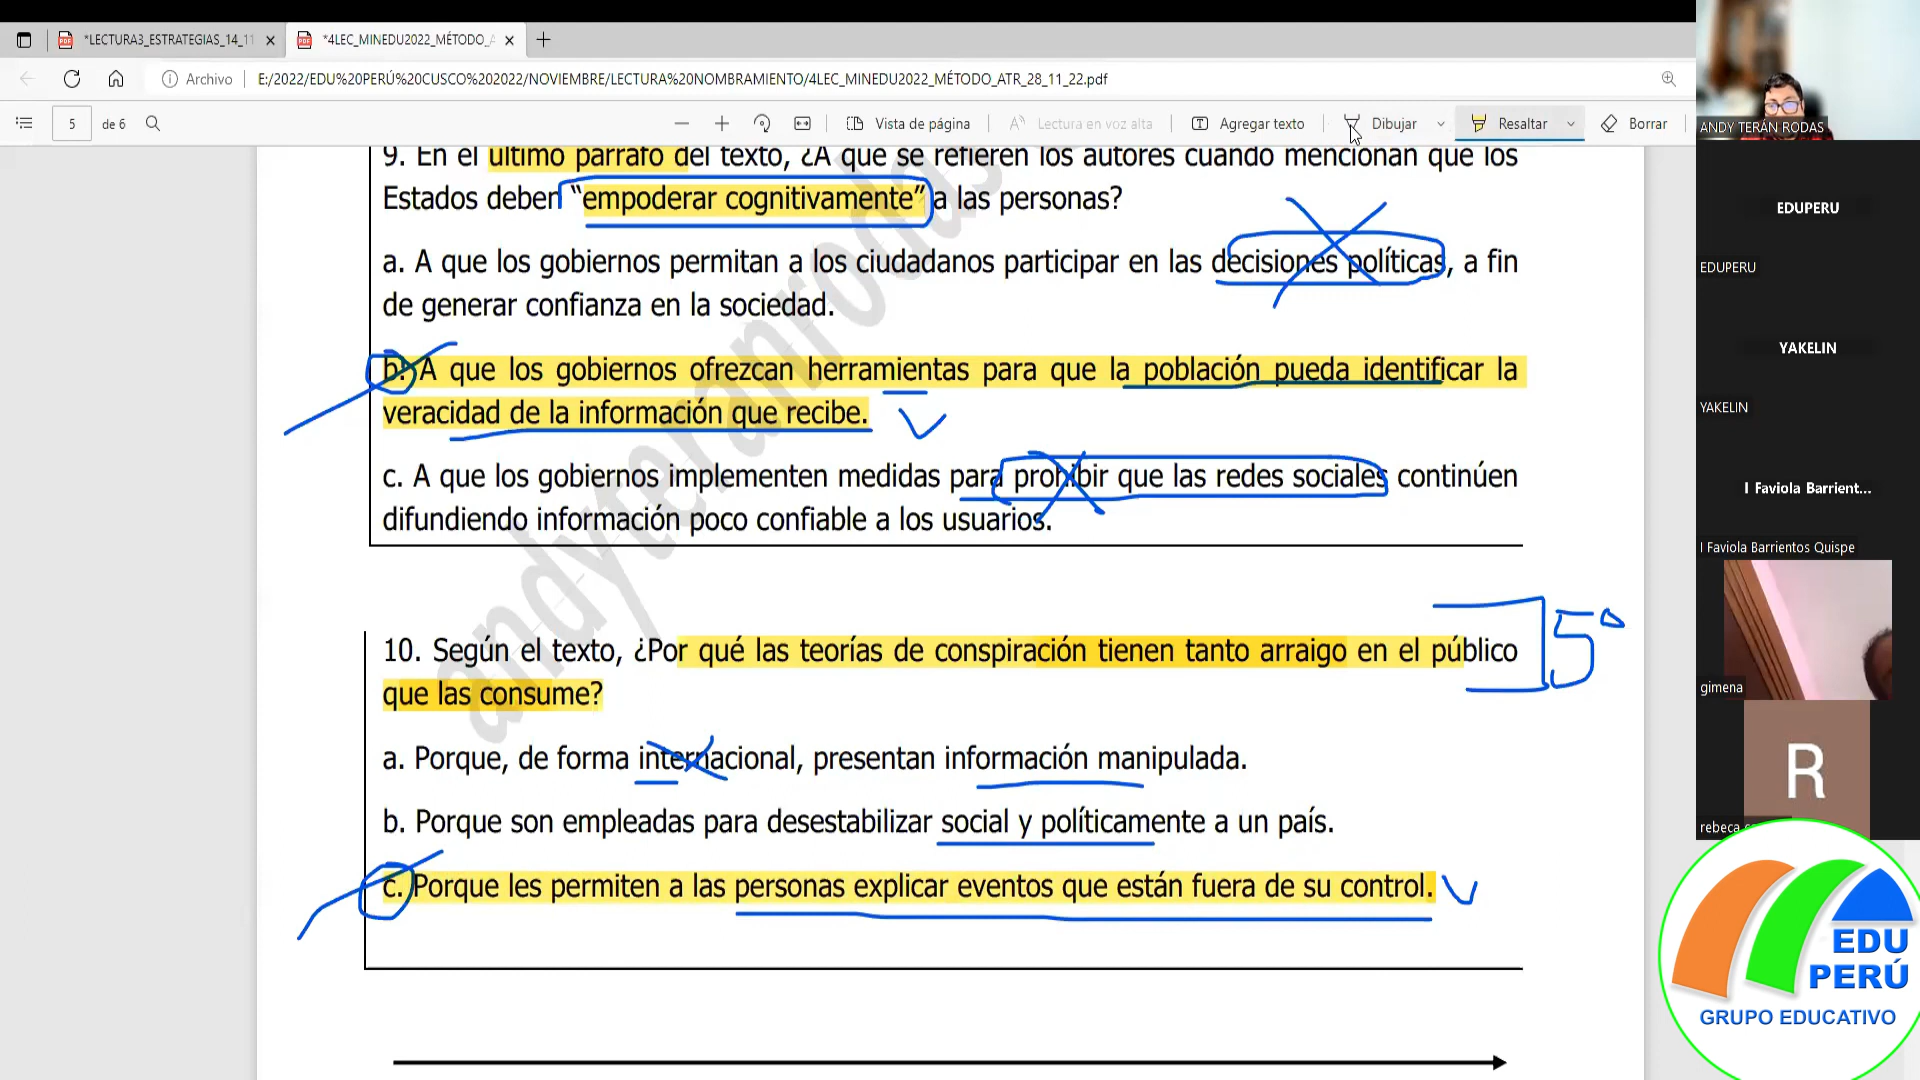 *LECTURA3_ESTRATEGIAS_14_11
*4LEC_MINEDU2022_MÉTODO_A
Archivo
E:/2022/EDU%20PERÚ%20CUSCO%202022/NOVIEMBRE/LECTURA%20NOMBRAMIENTO/4LEC_MINEDU2022_MÉTODO_ATR_28_11_22.pdf
5 de 6
Vista de página
Lectura en voz alta
Agregar texto
Dibujar
Resaltar
Borrar
9. En el último párrafo del texto, ¿A qué se refieren los autores cuando mencionan que los
Estados deben “empoderar cognitivamente” a las personas?
a. A que los gobiernos permitan a los ciudadanos participar en las decisiones políticas, a fin
de generar confianza en la sociedad.
b. A que los gobiernos ofrezcan herramientas para que la población pueda identificar la
veracidad de la información que recibe.
c. A que los gobiernos implementen medidas para prohibir que las redes sociales continúen
difundiendo información poco confiable a los usuarios.
10. Según el texto, ¿Por qué las teorías de conspiración tienen tanto arraigo en el público
que las consume?
5°
a. Porque, de forma internacional, presentan información manipulada.
b. Porque son empleadas para desestabilizar social y políticamente a un país.
c. Porque les permiten a las personas explicar eventos que están fuera de su control.
andyteranrodas
ANDY TERÁN RODAS
EDUPERU
EDUPERU
YAKELIN
YAKELIN
I Faviola Barrient...
I Faviola Barrientos Quispe
gimena
R
EDU
PERÚ
GRUPO EDUCATIVO